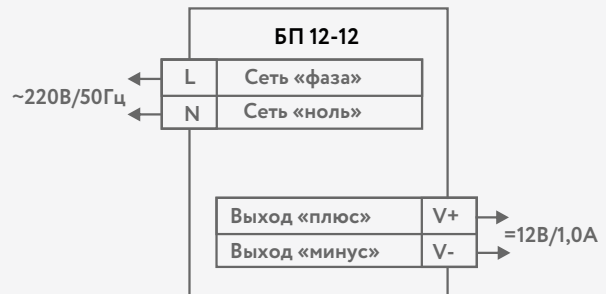 БП 12-12
L Сеть «фаза»
~220В/50Гц
N Сеть «ноль»
Выход «плюс» V+
=12В/1,0А
Выход «минус» V-